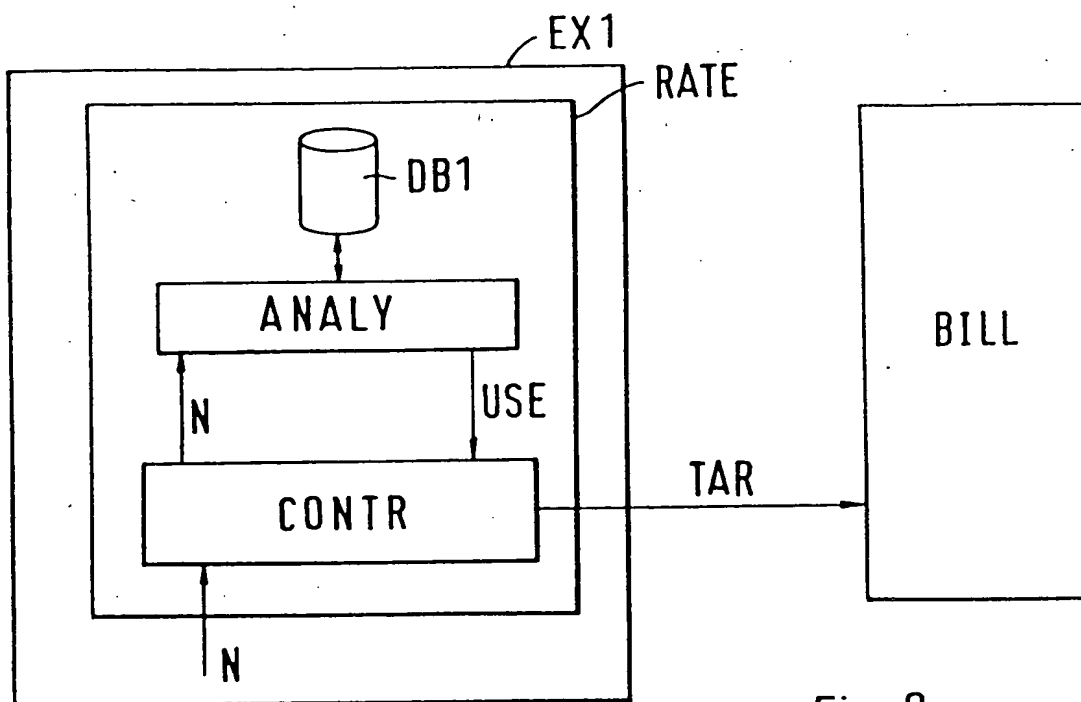 EX1
RATE
DB1
ANALY
BILL
N
USE
TAR
CONTR
N